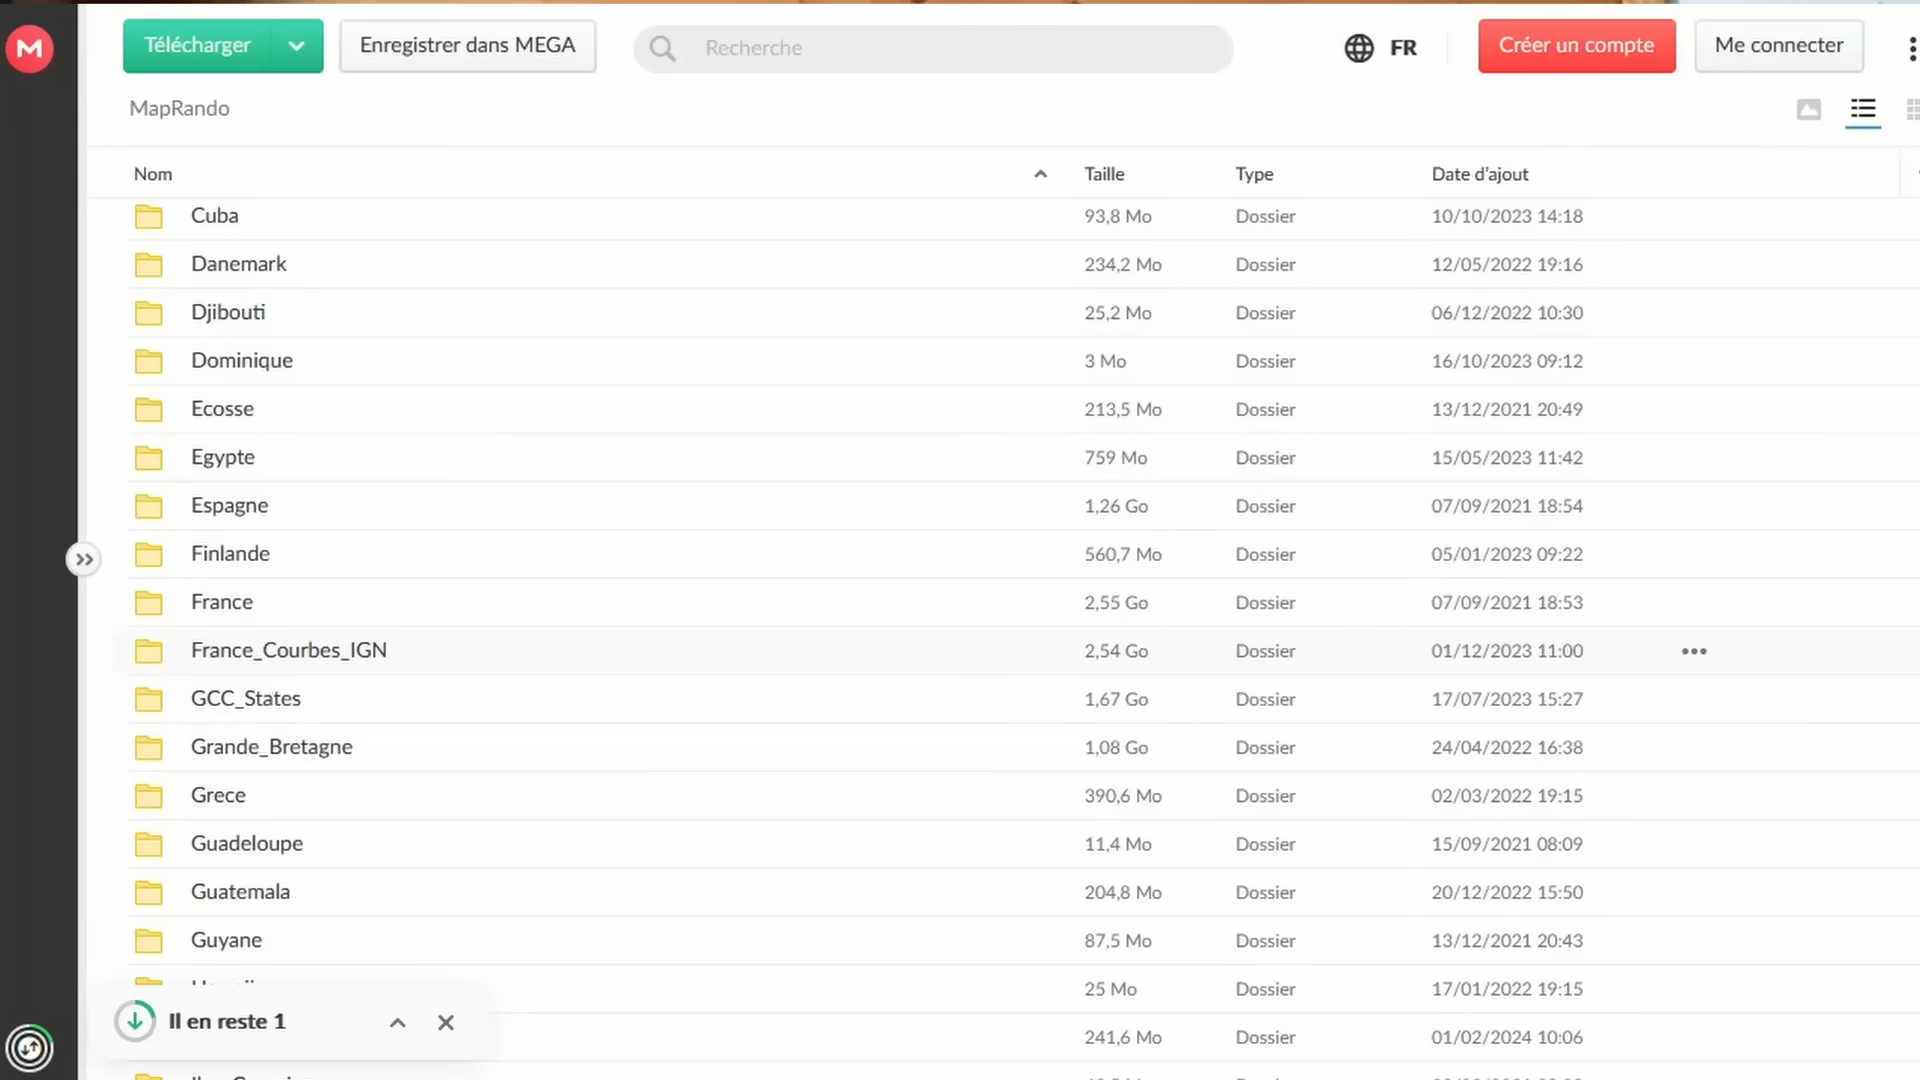 M
Télécharger
Enregistrer dans MEGA
Recherche
FR
Créer un compte
Me connecter
MapRando
Nom Taille Type Date d'ajout
Cuba 93,8 Mo Dossier 10/10/2023 14:18
Danemark 234,2 Mo Dossier 12/05/2022 19:16
Djibouti 25,2 Mo Dossier 06/12/2022 10:30
Dominique 3 Mo Dossier 16/10/2023 09:12
Ecosse 213,5 Mo Dossier 13/12/2021 20:49
Egypte 759 Mo Dossier 15/05/2023 11:42
Espagne 1,26 Go Dossier 07/09/2021 18:54
Finlande 560,7 Mo Dossier 05/01/2023 09:22
France 2,55 Go Dossier 07/09/2021 18:53
France_Courbes_IGN 2,54 Go Dossier 01/12/2023 11:00
GCC_States 1,67 Go Dossier 17/07/2023 15:27
Grande_Bretagne 1,08 Go Dossier 24/04/2022 16:38
Grece 390,6 Mo Dossier 02/03/2022 19:15
Guadeloupe 11,4 Mo Dossier 15/09/2021 08:09
Guatemala 204,8 Mo Dossier 20/12/2022 15:50
Guyane 87,5 Mo Dossier 13/12/2021 20:43
25 Mo Dossier 17/01/2022 19:15
Il en reste 1
241,6 Mo Dossier 01/02/2024 10:06